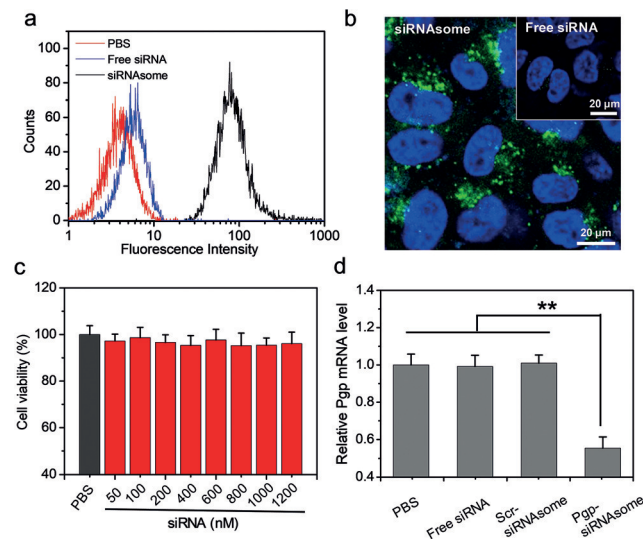 a
PBS
Free siRNA
siRNAsome
Counts
100
80
60
40
20
0
1
10
100
1000
Fluorescence Intensity
b
siRNAsome
Free siRNA
20 µm
20 µm
c
Cell viability (%)
120
100
80
60
40
PBS
50
100
200
400
600
800
1000
1200
siRNA (nM)
d
Relative Pgp mRNA level
1.4
1.2
1.0
0.8
0.6
0.4
**
PBS
Free siRNA
Scr-
siRNAsome
Pgp-
siRNAsome